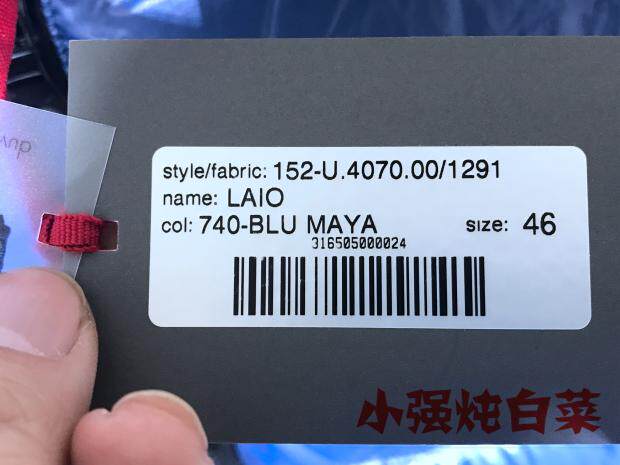 style/fabric: 152-U.4070.00/1291
name: LAIO
col: 740-BLU MAYA size: 46
316505000024
duv
小强炖白菜